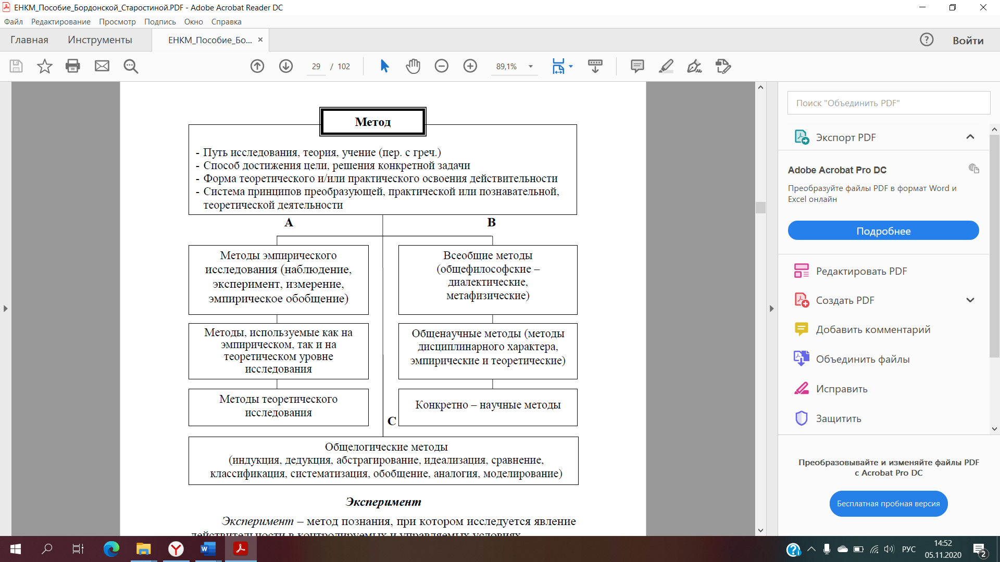 ЕНКМ_Пособие_Бордонской_Старостиной.PDF - Adobe Acrobat Reader DC
Файл Редактирование Просмотр Подпись Окно Справка
Главная Инструменты ЕНКМ_Пособие_Бо... × ? Войти
29 / 102 89,1%
Метод
- Путь исследования, теория, учение (пер. с греч.)
- Способ достижения цели, решения конкретной задачи
- Форма теоретического и/или практического освоения действительности
- Система принципов преобразующей, практической или познавательной,
теоретической деятельности
A
B
Методы эмпирического
исследования (наблюдение,
эксперимент, измерение,
эмпирическое обобщение)
Всеобщие методы
(общефилософские –
диалектические,
метафизические)
Методы, используемые как на
эмпирическом, так и на
теоретическом уровне
исследования
Общенаучные методы (методы
дисциплинарного характера,
эмпирические и теоретические)
Методы теоретического
исследования
Конкретно – научные методы
C
Общелогические методы
(индукция, дедукция, абстрагирование, идеализация, сравнение,
классификация, систематизация, обобщение, аналогия, моделирование)
Эксперимент
Эксперимент – метод познания, при котором исследуется явление
действительности в контролируемых и управляемых условиях.
Поиск "Объединить PDF"
Экспорт PDF
Adobe Acrobat Pro DC
Преобразуйте файлы PDF в формат Word и
Excel онлайн
Подробнее
Редактировать PDF
Создать PDF
Добавить комментарий
Объединить файлы
Исправить
Защитить
Преобразовывайте и изменяйте файлы PDF
с Acrobat Pro DC
Бесплатная пробная версия
РУС
14:52
05.11.2020
2